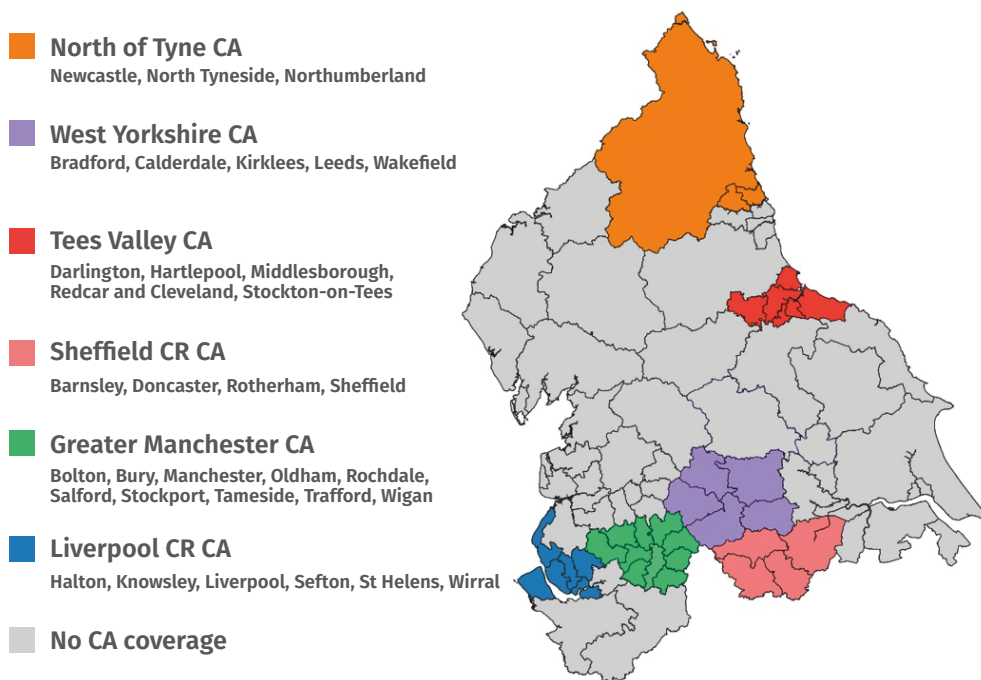 North of Tyne CA
Newcastle, North Tyneside, Northumberland
West Yorkshire CA
Bradford, Calderdale, Kirklees, Leeds, Wakefield
Tees Valley CA
Darlington, Hartlepool, Middlesborough,
Redcar and Cleveland, Stockton-on-Tees
Sheffield CR CA
Barnsley, Doncaster, Rotherham, Sheffield
Greater Manchester CA
Bolton, Bury, Manchester, Oldham, Rochdale,
Salford, Stockport, Tameside, Trafford, Wigan
Liverpool CR CA
Halton, Knowsley, Liverpool, Sefton, St Helens, Wirral
No CA coverage